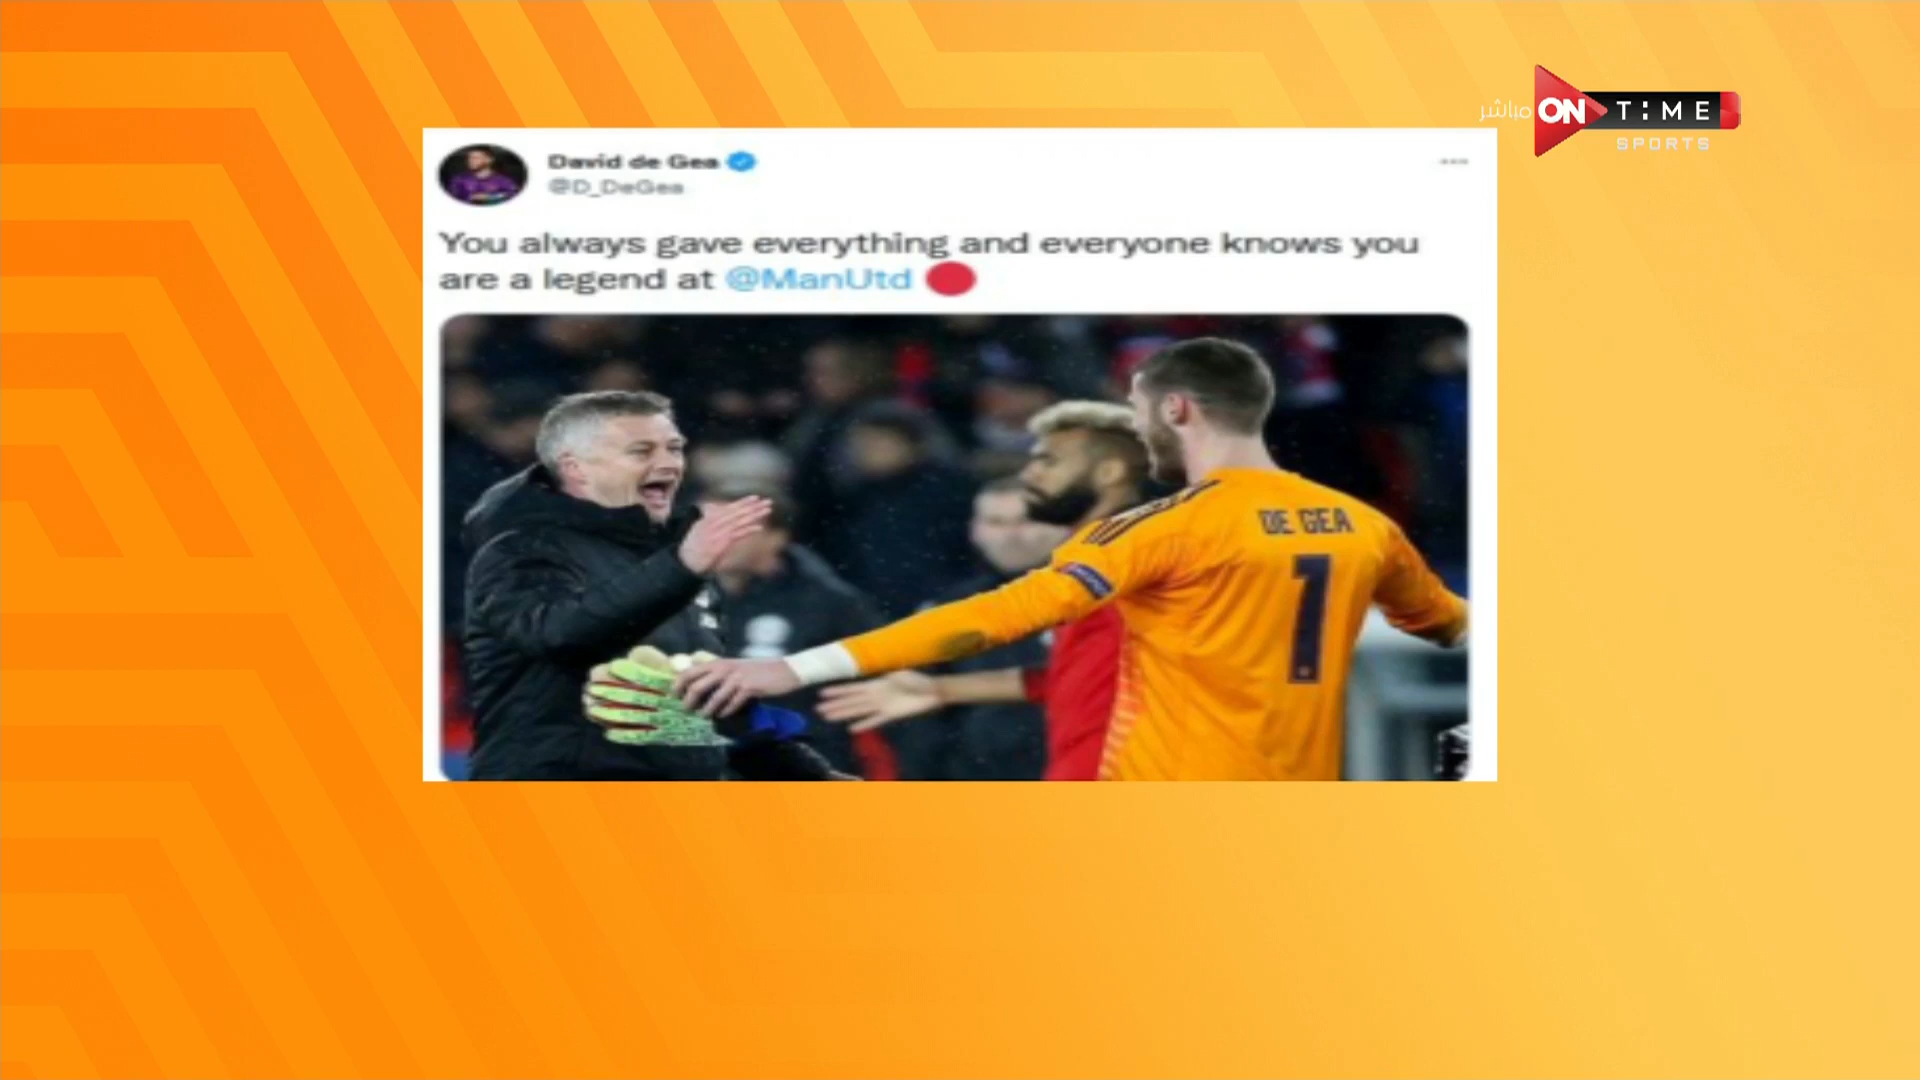 مباشر ON TIME
SPORTS
David de Gea
@D_DeGea
You always gave everything and everyone knows you
are a legend at @ManUtd
DE GEA
1